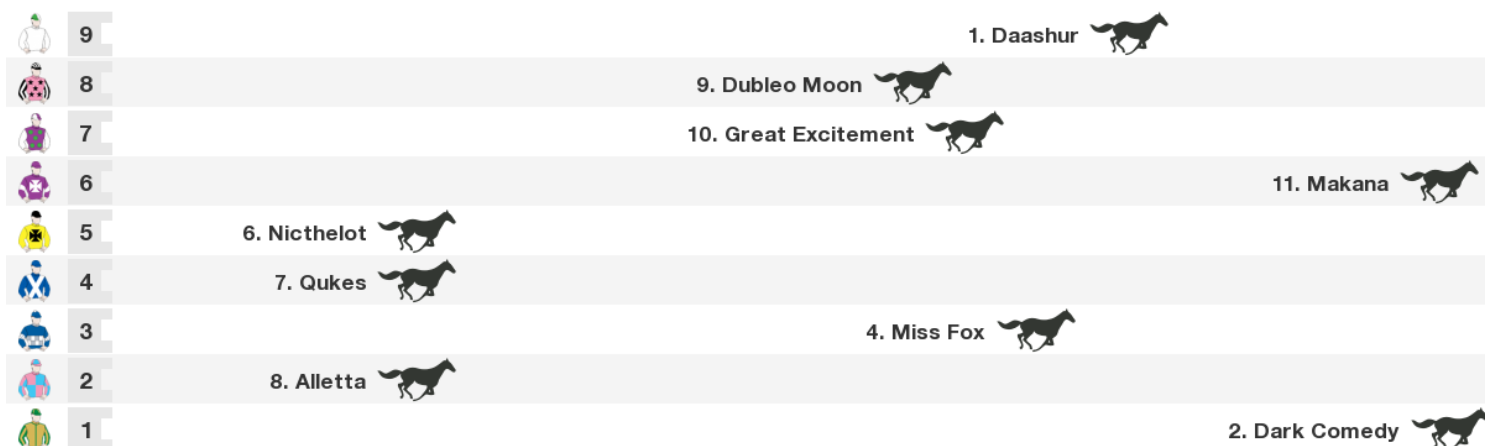 9 1. Daashur
8 9. Dubleo Moon
7 10. Great Excitement
6 11. Makana
5 6. Nicthelot
4 7. Qukes
3 4. Miss Fox
2 8. Alletta
1 2. Dark Comedy